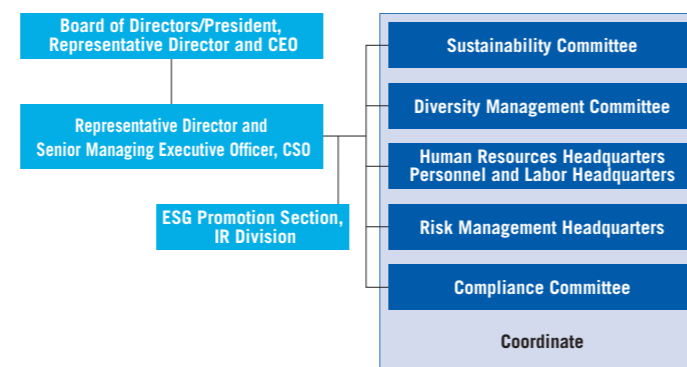 Board of Directors/President,
Representative Director and CEO
Representative Director and
Senior Managing Executive Officer, CSO
ESG Promotion Section,
IR Division
Sustainability Committee
Diversity Management Committee
Human Resources Headquarters
Personnel and Labor Headquarters
Risk Management Headquarters
Compliance Committee
Coordinate